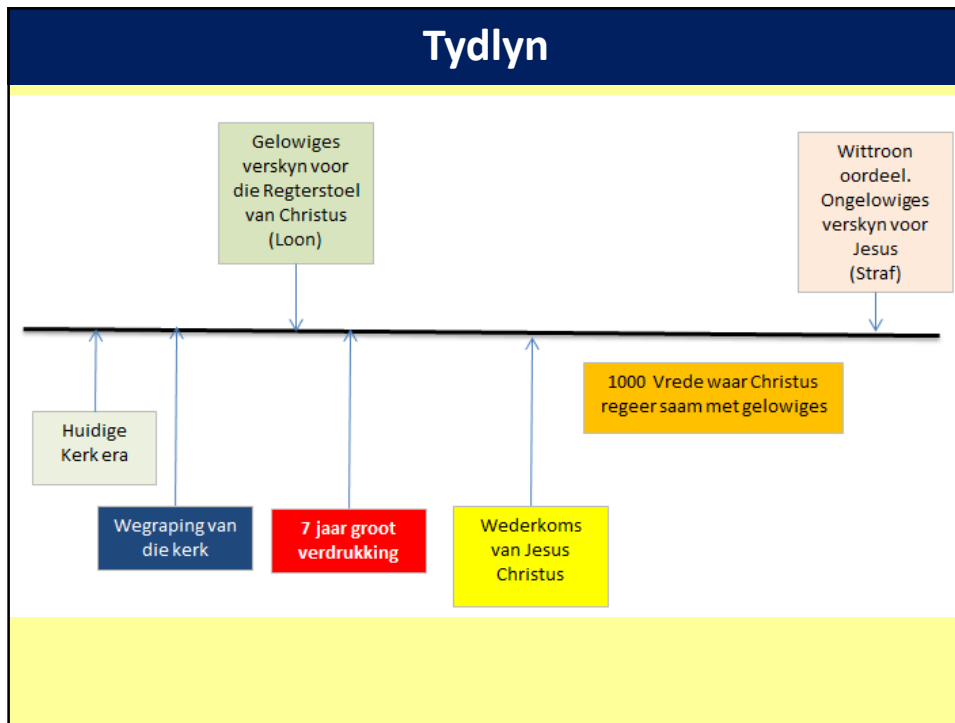 Tydlyn
Gelowiges
verskyn voor
die Regterstoel
van Christus
(Loon)
Wittroon
oordeel.
Ongelowiges
verskyn voor
Jesus
(Straf)
1000 Vrede waar Christus
regeer saam met gelowiges
Huidige
Kerk era
Wegraping van
die kerk
7 jaar groot
verdrukking
Wederkoms
van Jesus
Christus